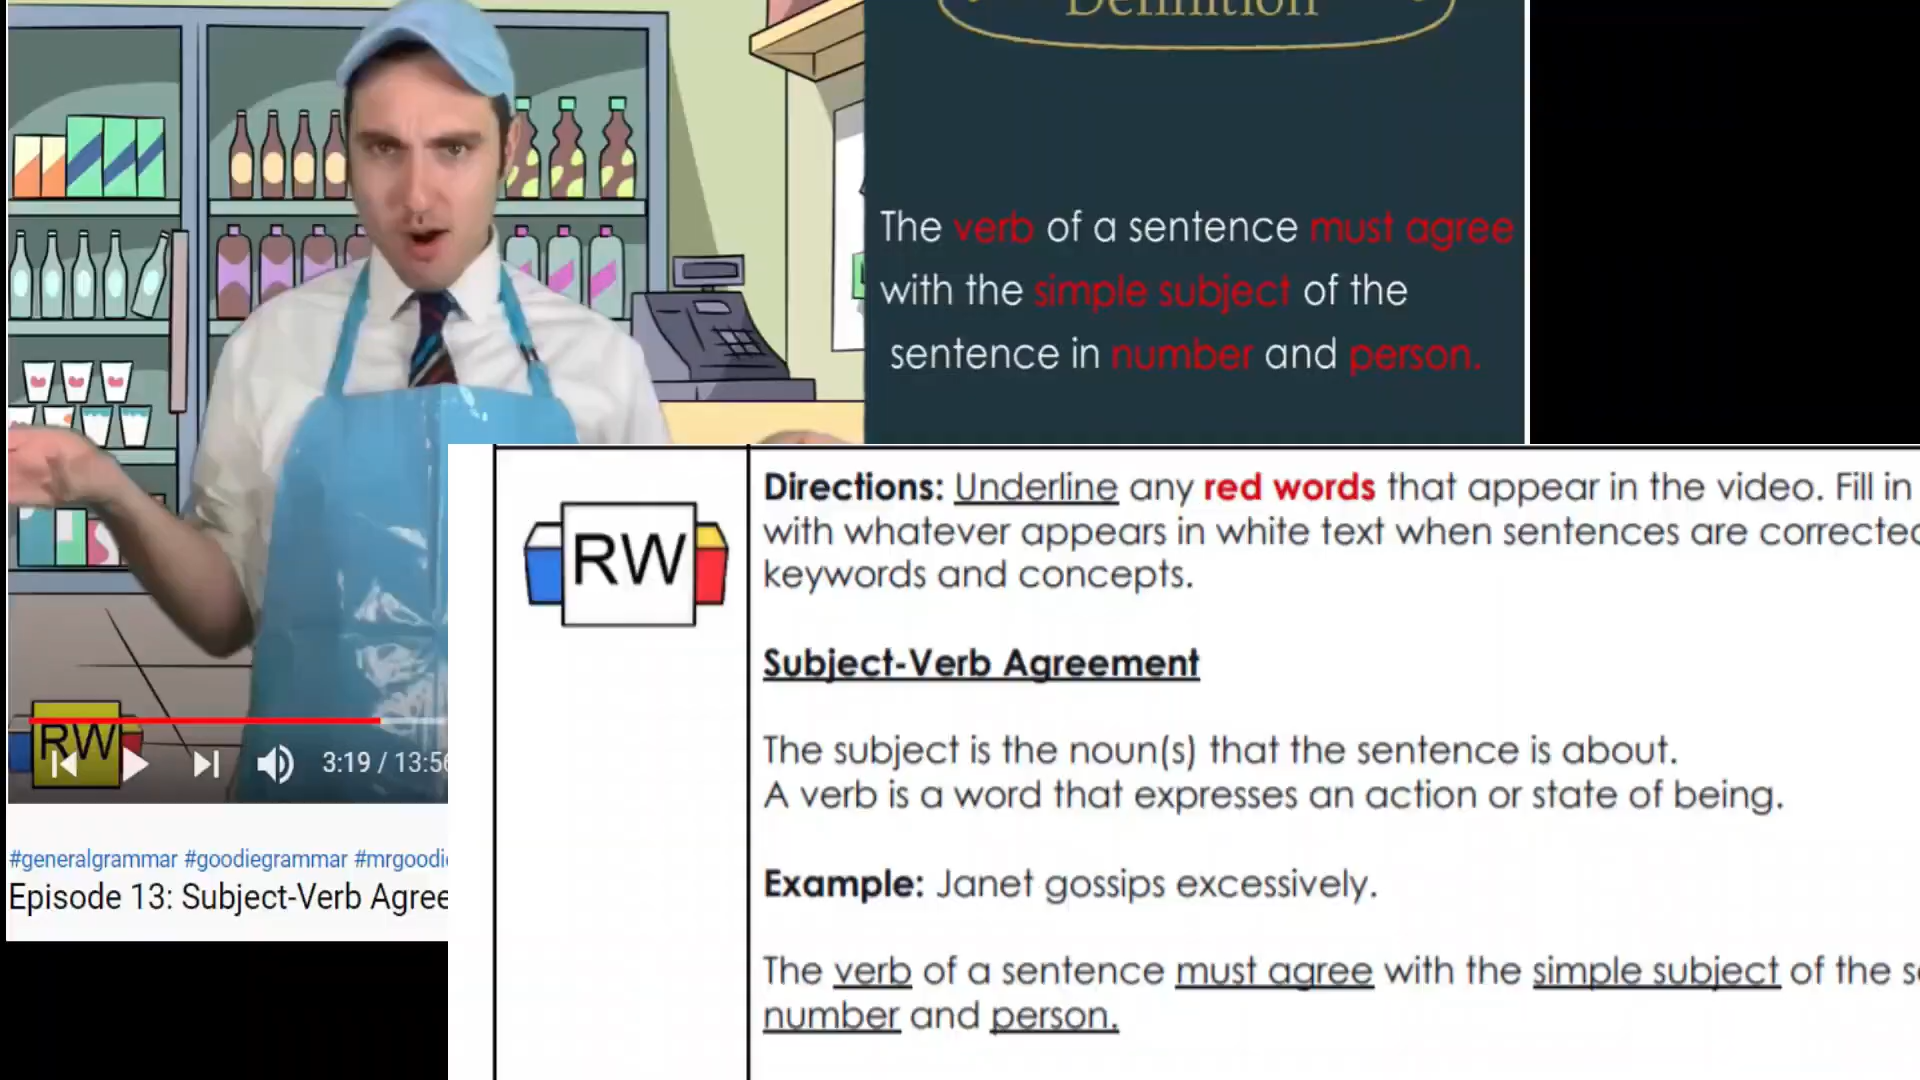 Definition
The verb of a sentence must agree
with the simple subject of the
sentence in number and person.
RW
3:19 / 13:56
#generalgrammar #goodiegrammar #mrgoodie
Episode 13: Subject-Verb Agree
RW
Directions: Underline any red words that appear in the video. Fill in
with whatever appears in white text when sentences are corrected
keywords and concepts.
Subject-Verb Agreement
The subject is the noun(s) that the sentence is about.
A verb is a word that expresses an action or state of being.
Example: Janet gossips excessively.
The verb of a sentence must agree with the simple subject of the s
number and person.